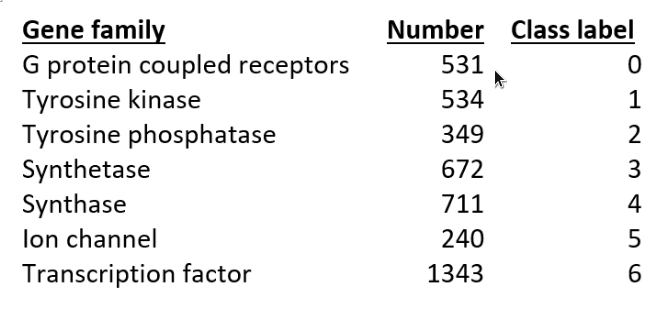 Gene family Number Class label
G protein coupled receptors 531 0
Tyrosine kinase 534 1
Tyrosine phosphatase 349 2
Synthetase 672 3
Synthase 711 4
Ion channel 240 5
Transcription factor 1343 6